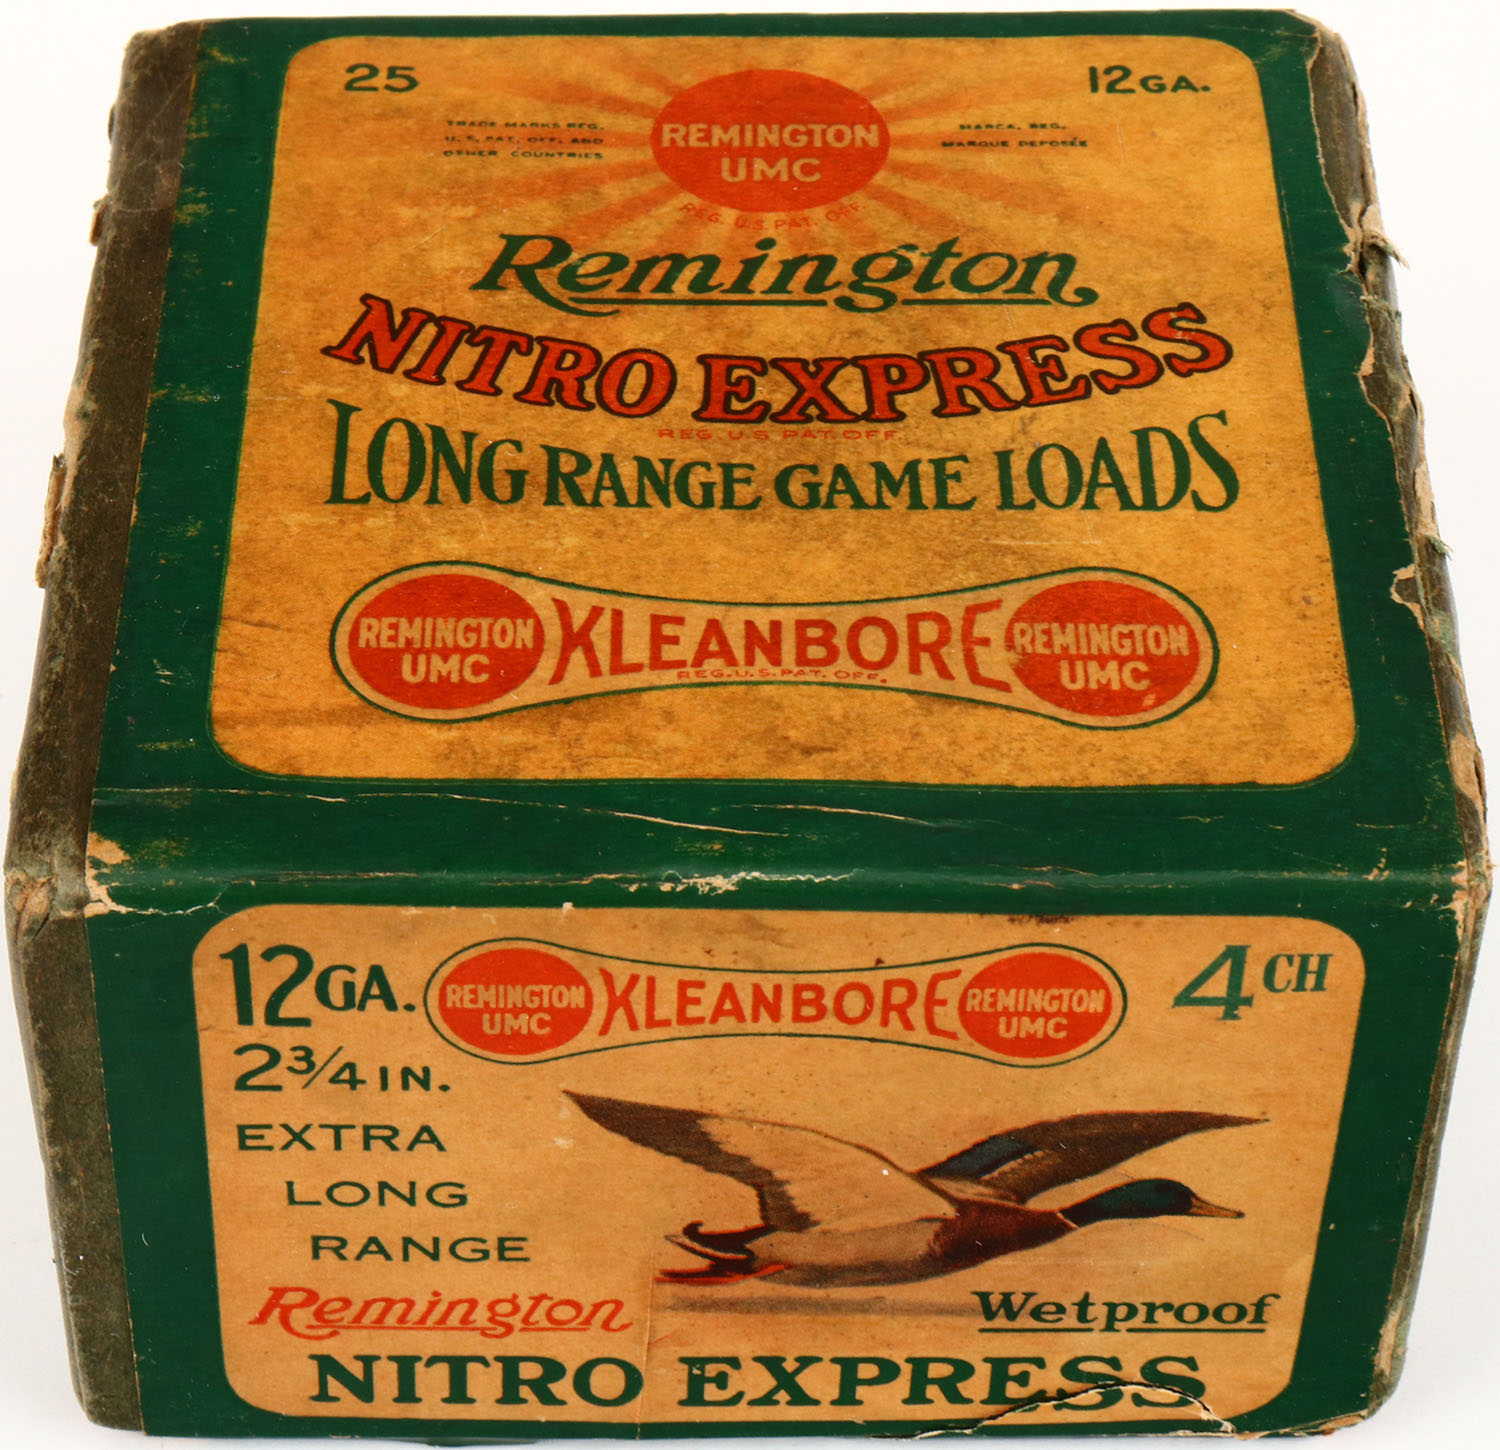 25
12GA.
TRADE MARKS REG.
U. S. PAT. OFF. AND
OTHER COUNTRIES
REMINGTON
UMC
REG. U.S. PAT. OFF.
MARCA, REG.
MARQUE DEPOSÉE
Remington
NITRO EXPRESS
REG. U.S PAT. OFF.
LONG RANGE GAME LOADS
REMINGTON
UMC
KLEANBORE
REG. U.S. PAT. OFF.
REMINGTON
UMC
12GA.
REMINGTON
UMC
KLEANBORE
REMINGTON
UMC
4 CH
2 3/4 IN.
EXTRA
LONG
RANGE
Remington
Wetproof
NITRO EXPRESS